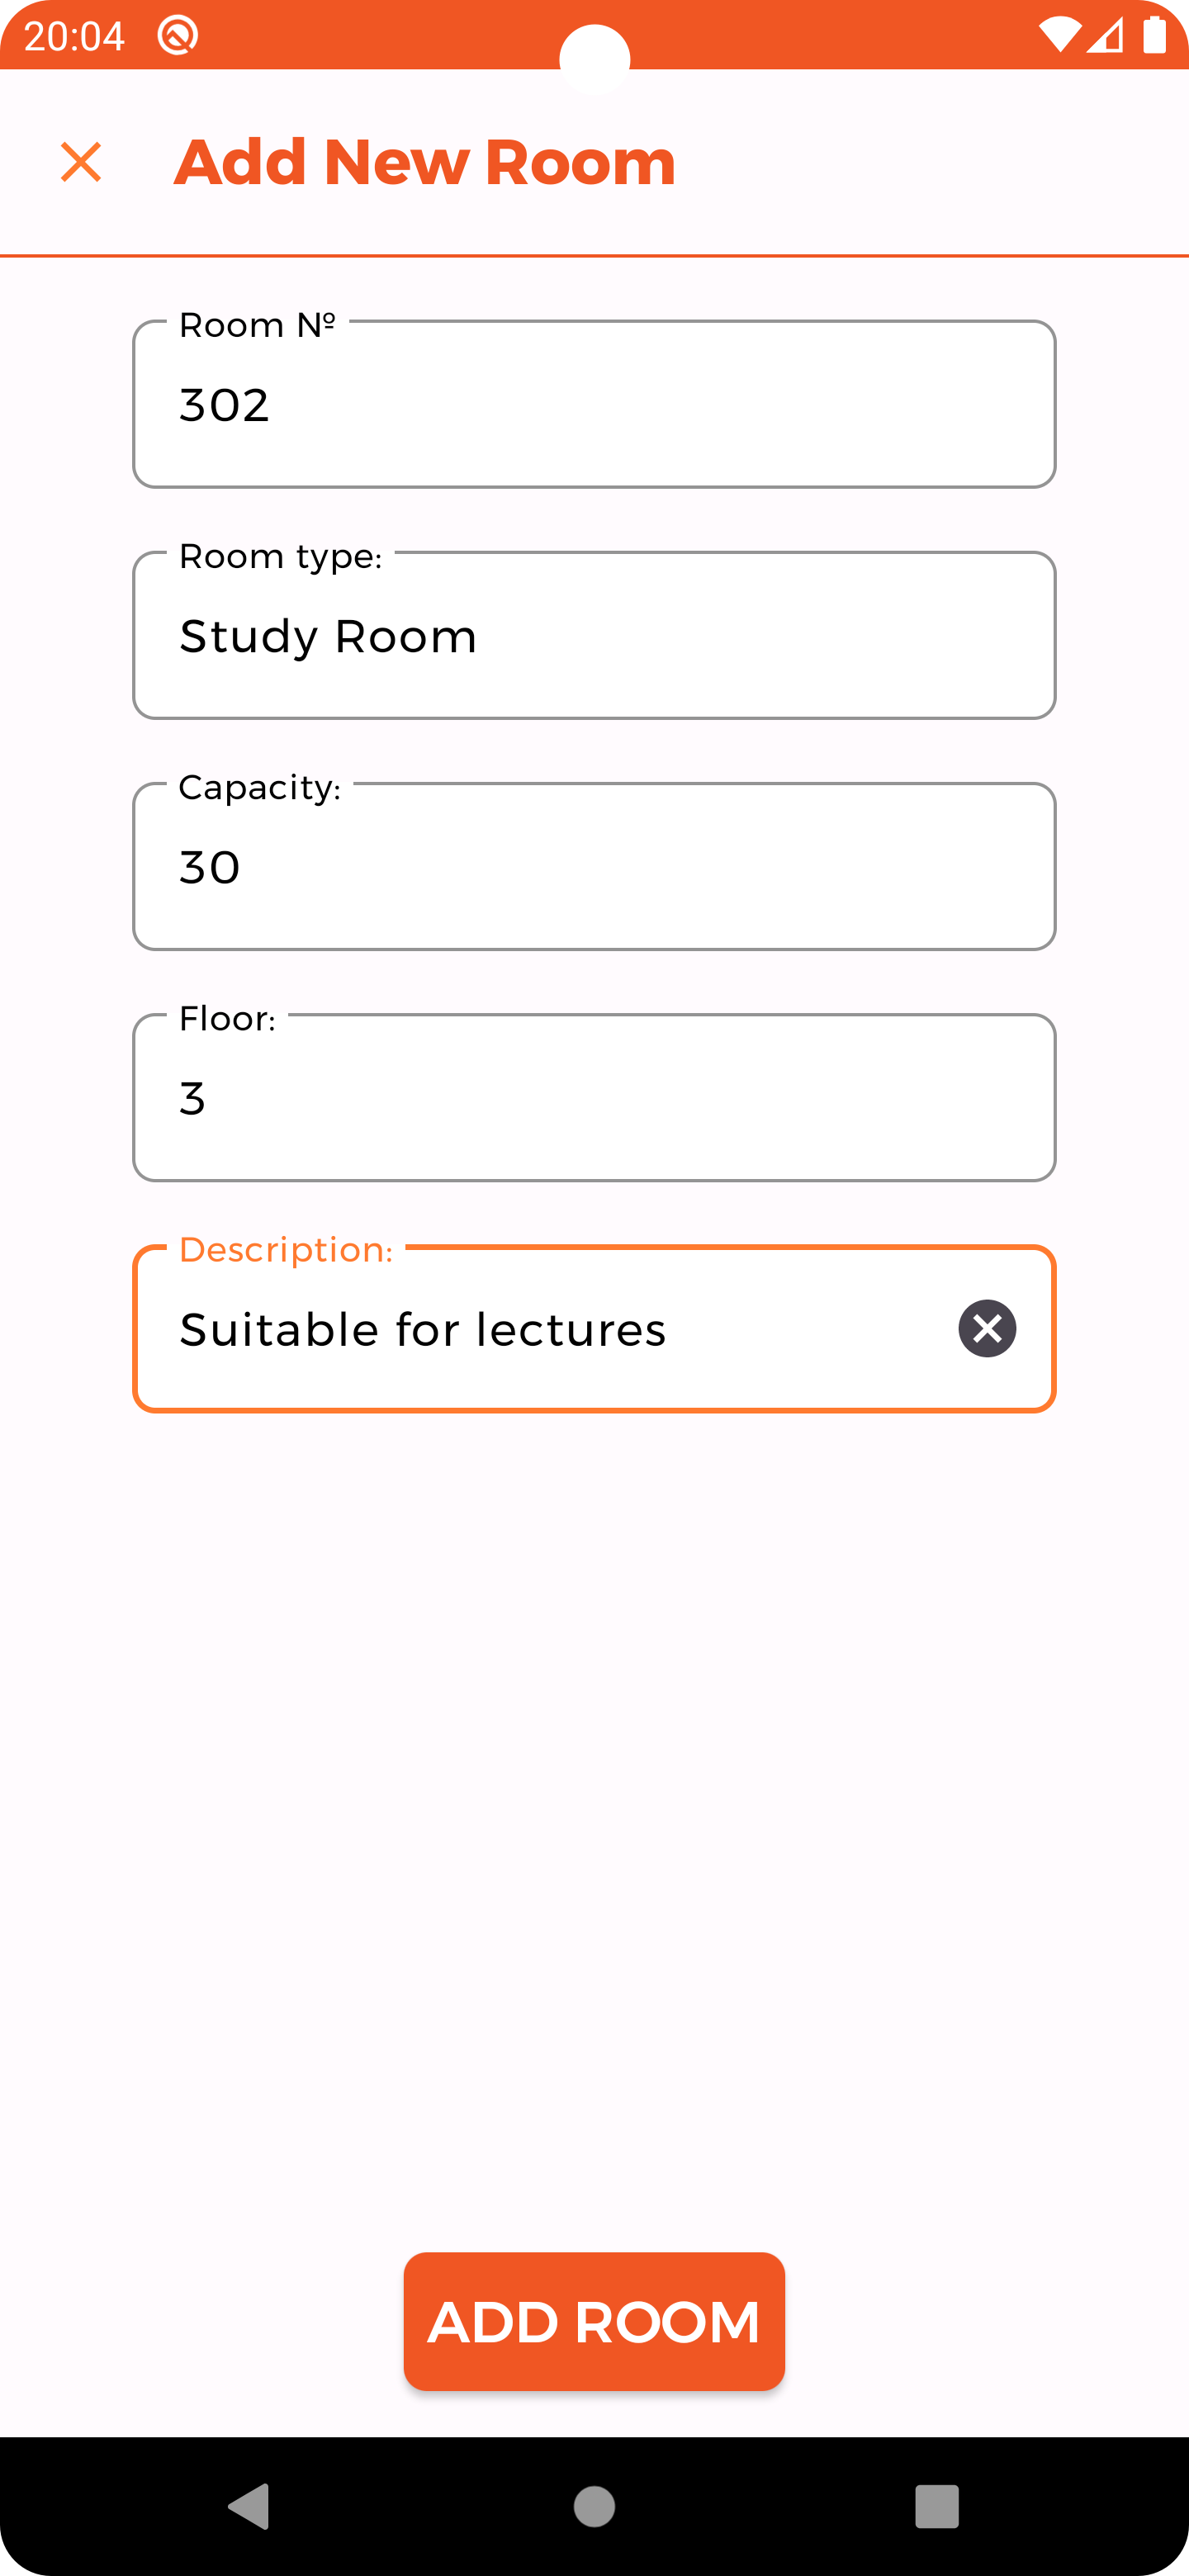 20:04
Add New Room
Room Nº
302
Room type:
Study Room
Capacity:
30
Floor:
3
Description:
Suitable for lectures
ADD ROOM